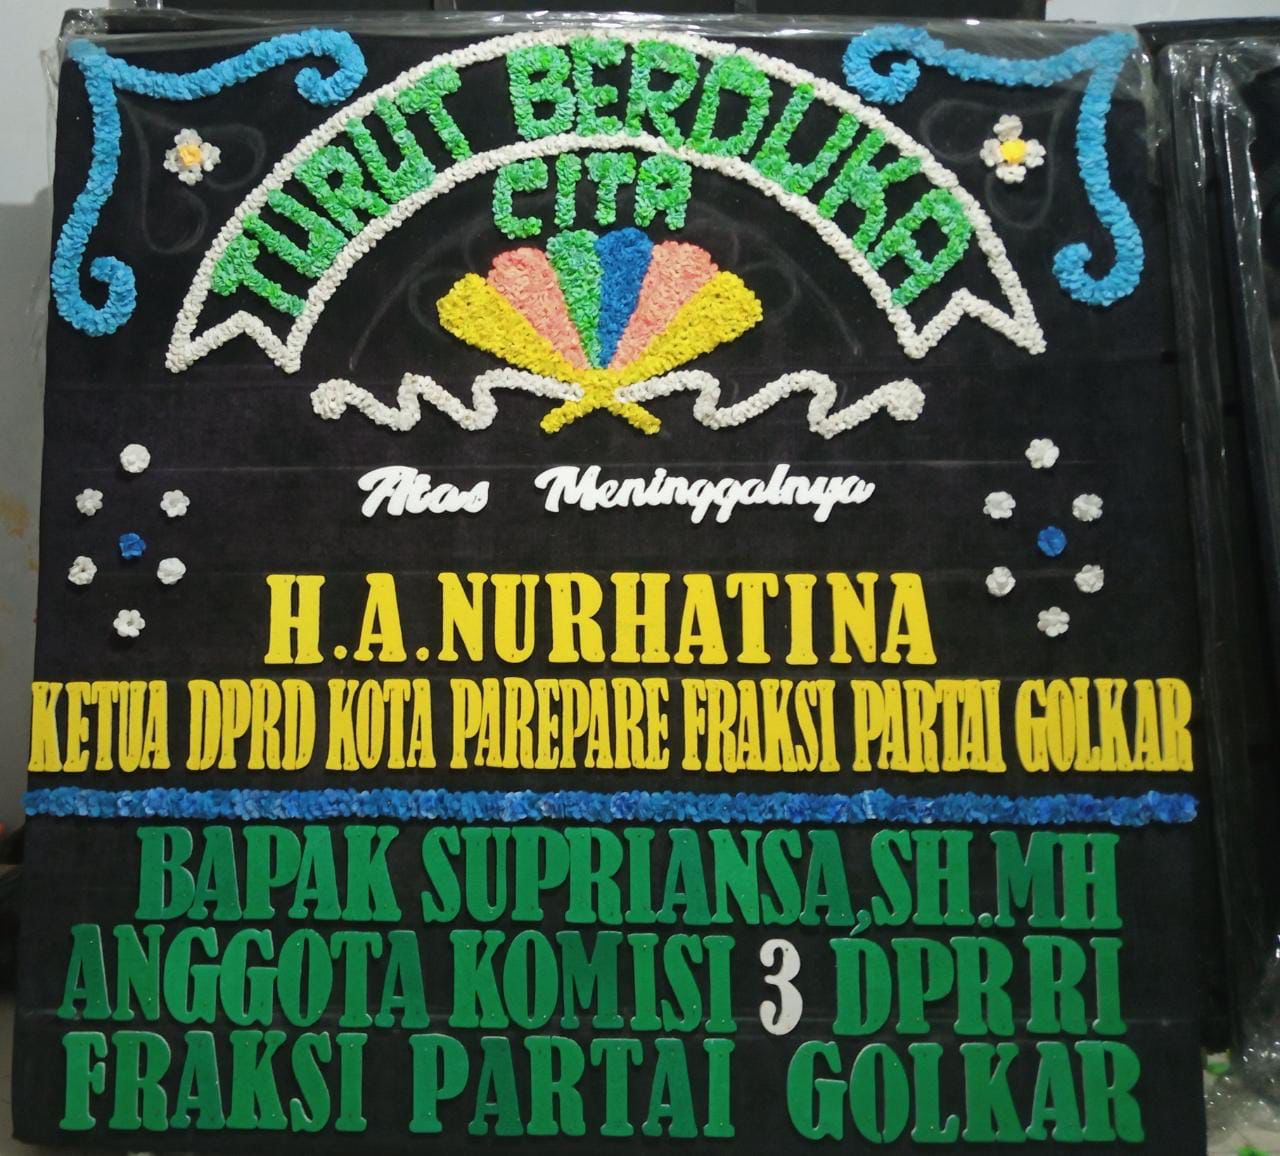 TURUT BERDUKA
CITA
Atas Meninggalnya
H.A.NURHATINA
KETUA DPRD KOTA PAREPARE FRAKSI PARTAI GOLKAR
BAPAK SUPRIANSA,SH.MH
ANGGOTA KOMISI 3 DPR RI
FRAKSI PARTAI GOLKAR